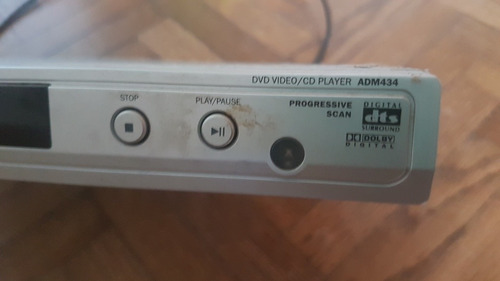 DVD VIDEO/CD PLAYER ADM434
STOP
PLAY/PAUSE
PROGRESSIVE
SCAN
DIGITAL
dts
SURROUND
DOLBY
DIGITAL